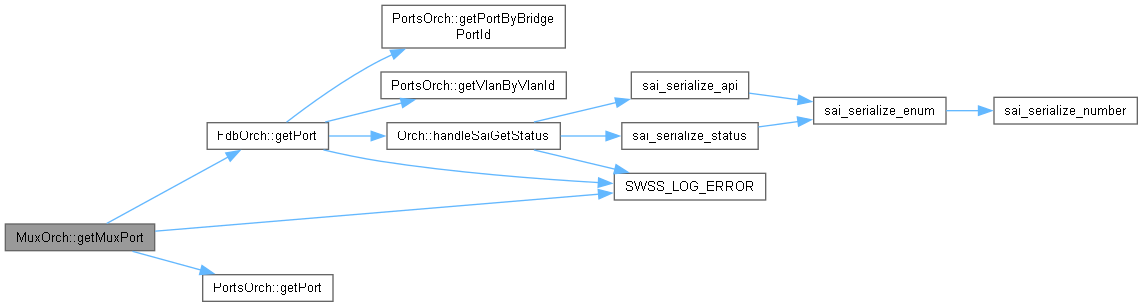 PortsOrch::getPortByBridge
PortId
PortsOrch::getVlanByVlanId
sai_serialize_api
sai_serialize_enum
sai_serialize_number
FdbOrch::getPort
Orch::handleSaiGetStatus
sai_serialize_status
SWSS_LOG_ERROR
MuxOrch::getMuxPort
PortsOrch::getPort